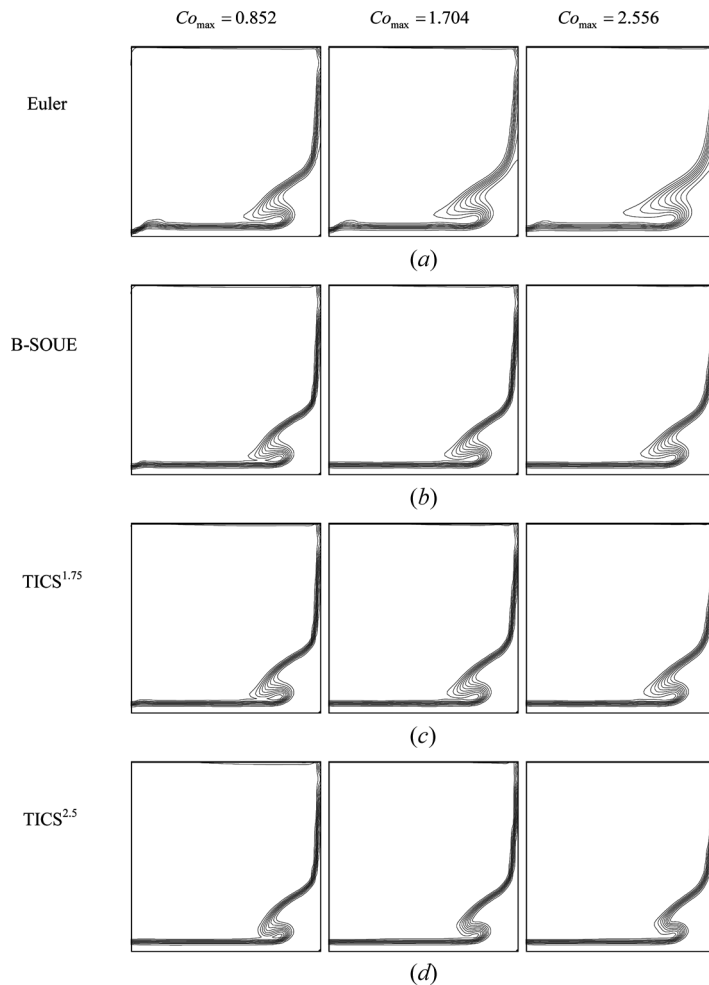 Co_max = 0.852 Co_max = 1.704 Co_max = 2.556
Euler
(a)
B-SOUE
(b)
TICS^1.75
(c)
TICS^2.5
(d)